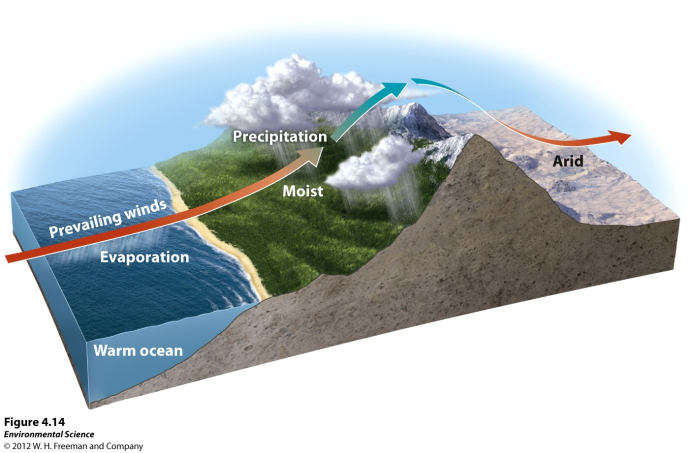 Precipitation
Moist
Arid
Prevailing winds
Evaporation
Warm ocean
Figure 4.14
Environmental Science
© 2012 W. H. Freeman and Company